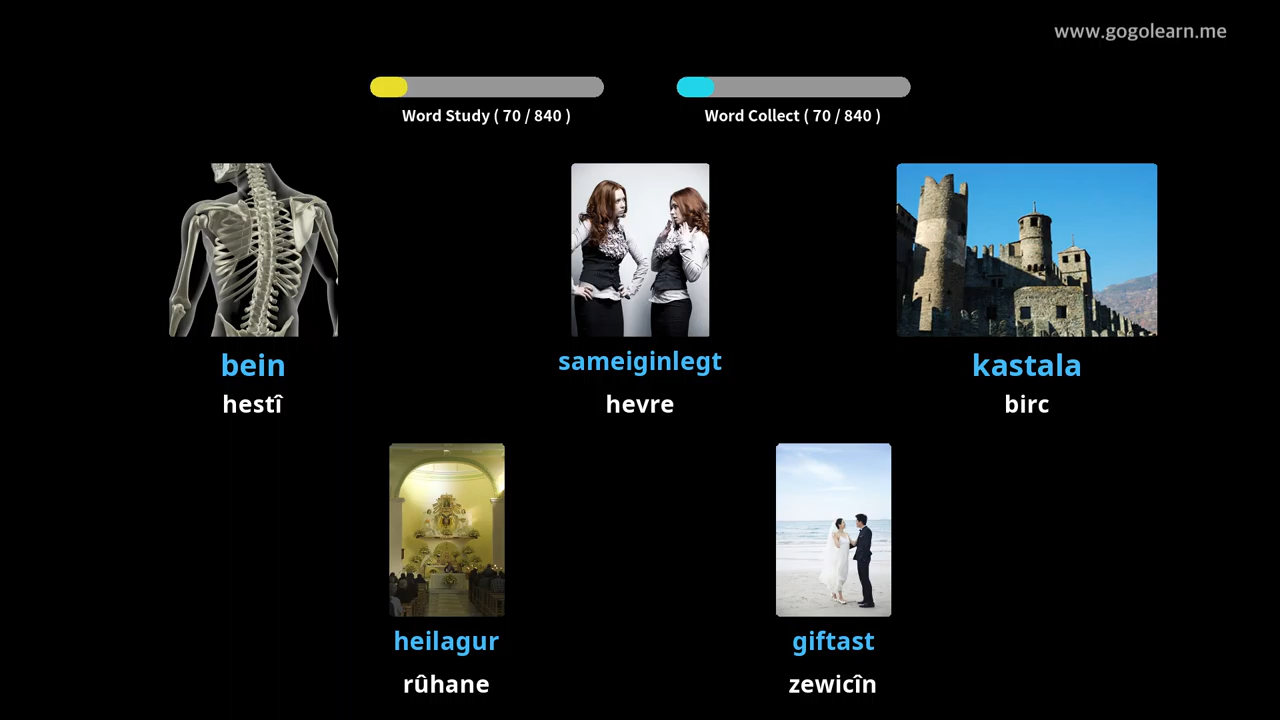 www.gogolearn.me
Word Study ( 70 / 840 )
Word Collect ( 70 / 840 )
bein
sameiginlegt
kastala
hestî
hevre
birc
heilagur
giftast
rûhane
zewicîn